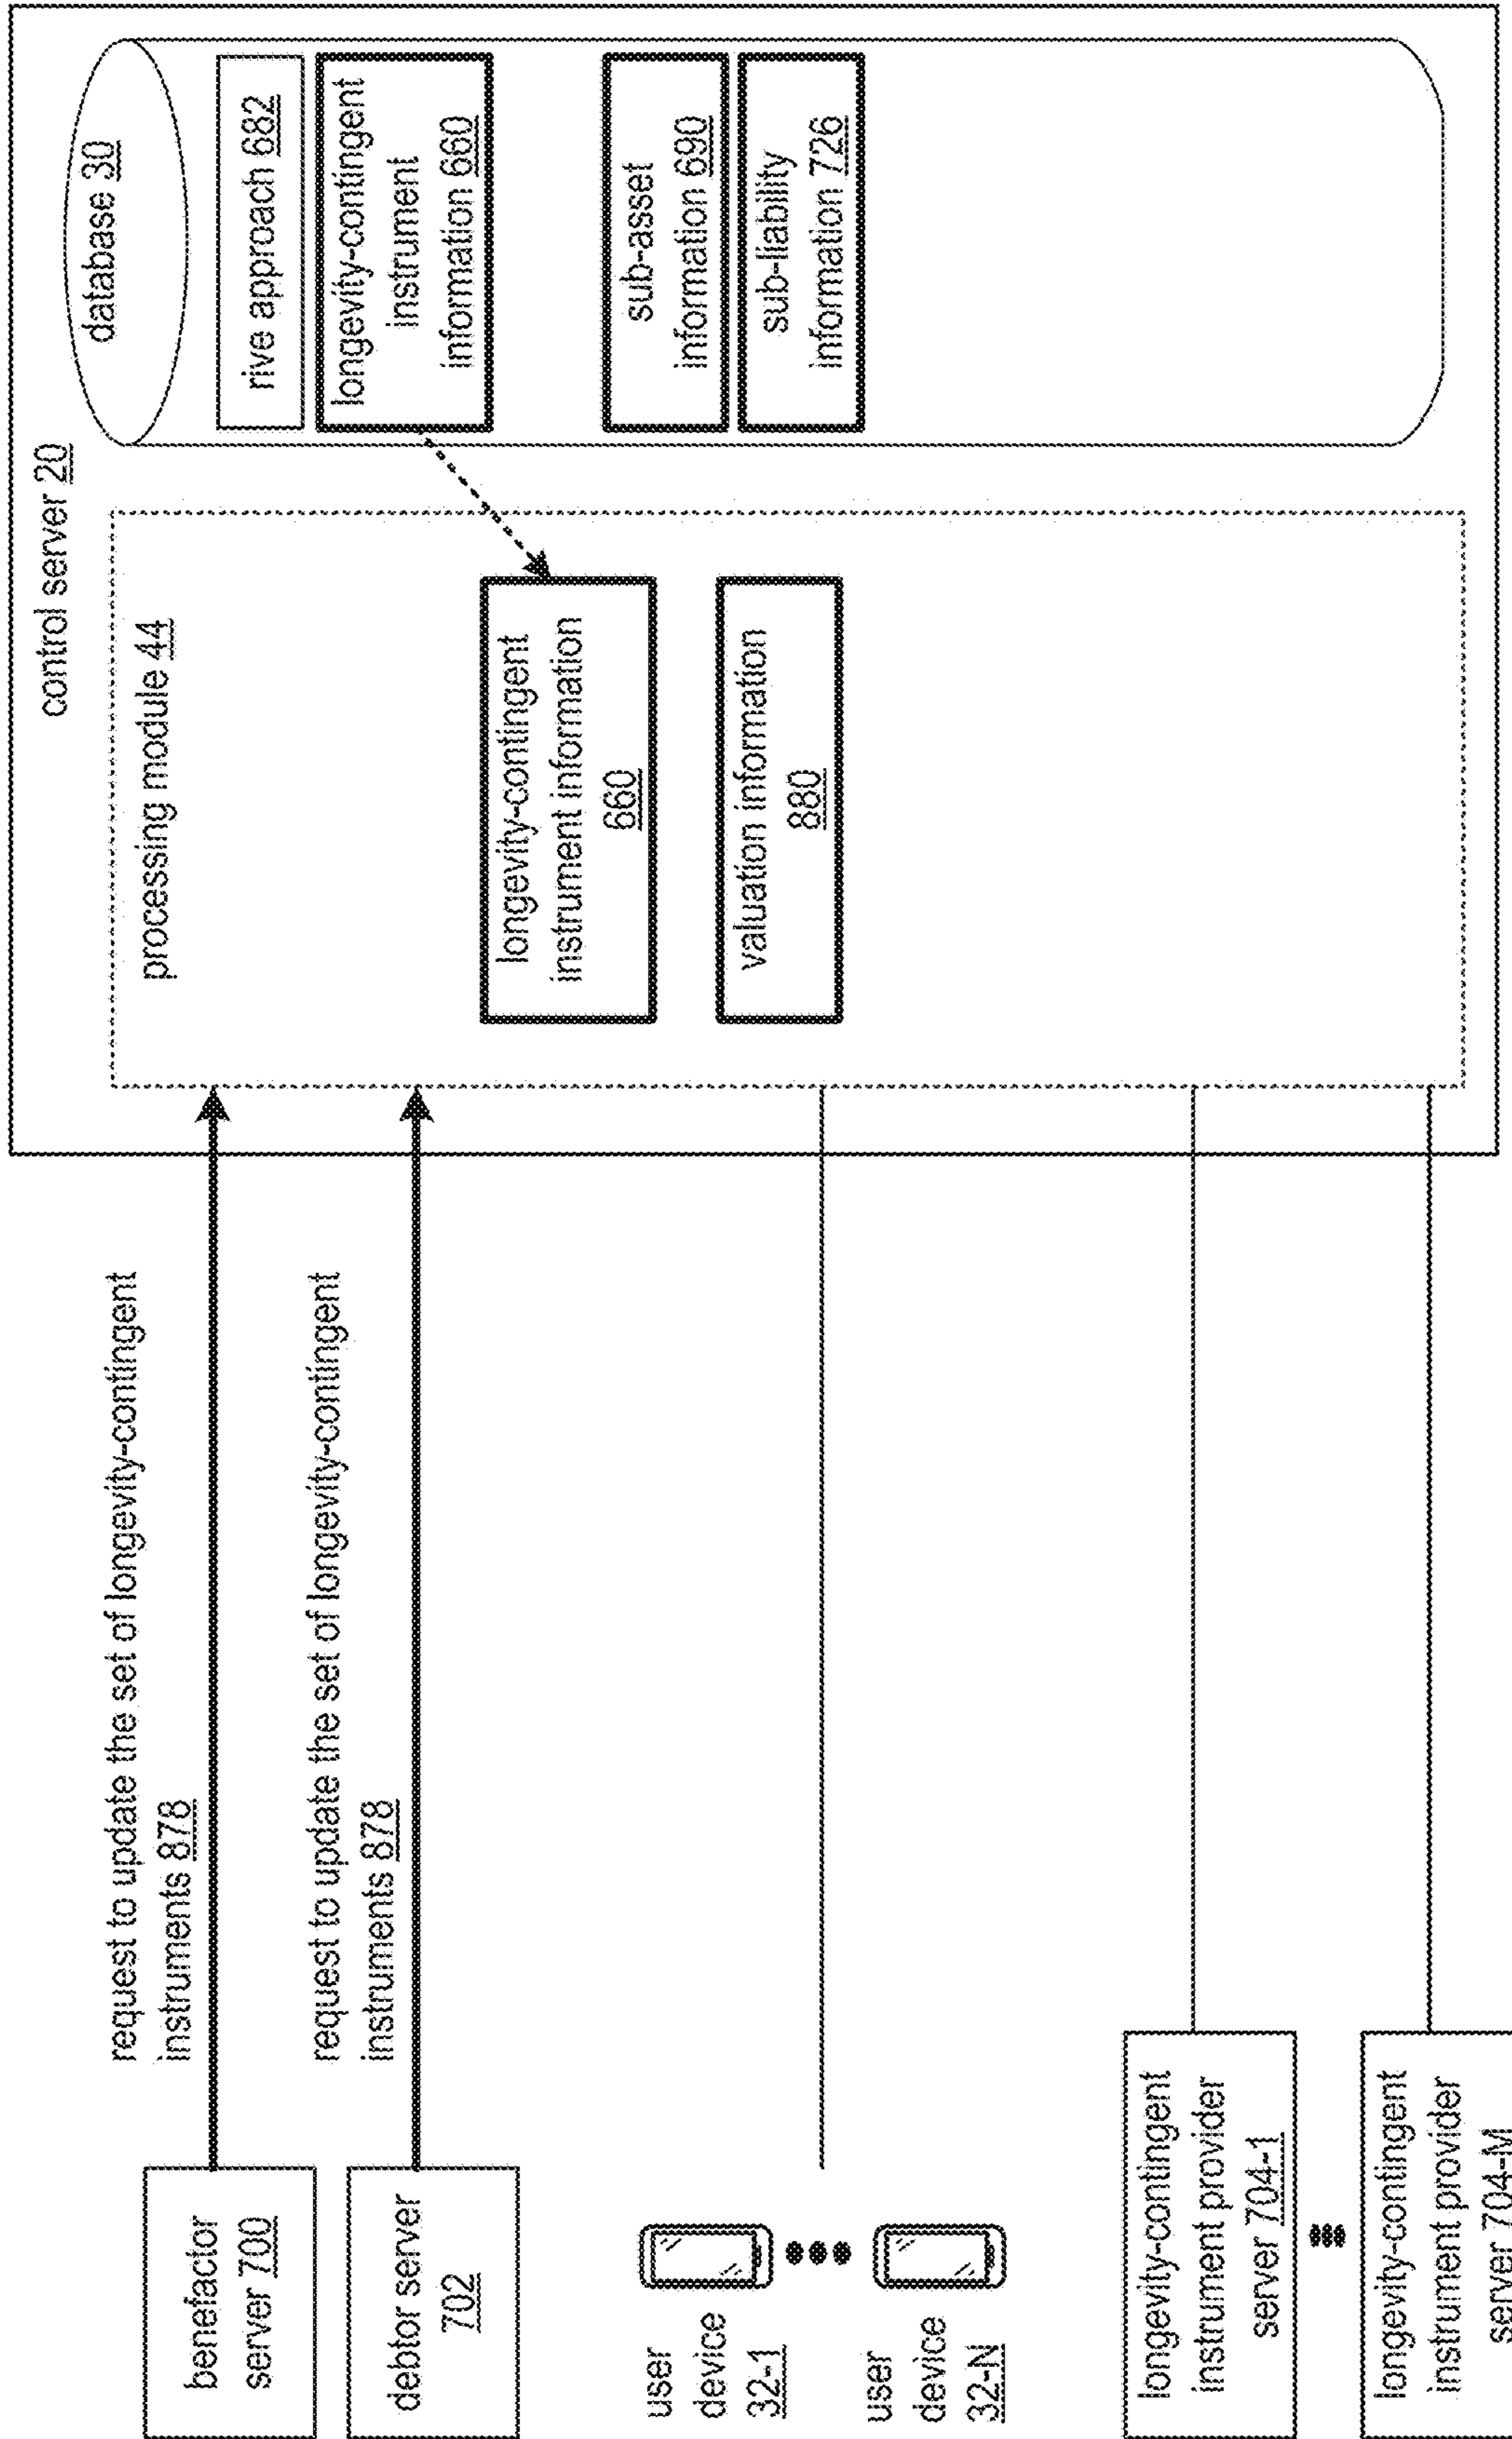 control server 20
database 30
rive approach 682
longevity-contingent
instrument
information 660
sub-asset
information 690
sub-liability
information 726
processing module 44
longevity-contingent
instrument information
660
valuation information
880
request to update the set of longevity-contingent
instruments 878
request to update the set of longevity-contingent
instruments 878
benefactor
server 700
debtor server
702
user
device
32-1
user
device
32-N
longevity-contingent
instrument provider
server 704-1
longevity-contingent
instrument provider
server 704-M